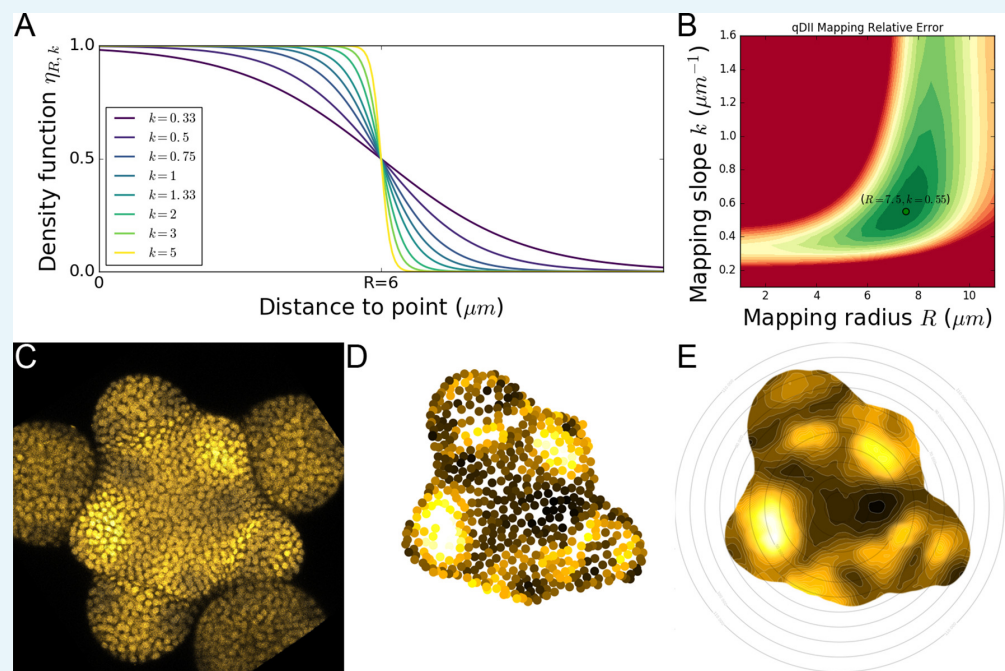 A
Density function η_{R,k}
1.0
0.5
0.0
k=0.33
k=0.5
k=0.75
k=1
k=1.33
k=2
k=3
k=5
0
R=6
Distance to point (μm)
B
qDII Mapping Relative Error
Mapping slope k (μm⁻¹)
1.6
1.4
1.2
1.0
0.8
0.6
0.4
0.2
(R=7.5, k=0.55)
2
4
6
8
10
Mapping radius R (μm)
C
D
E